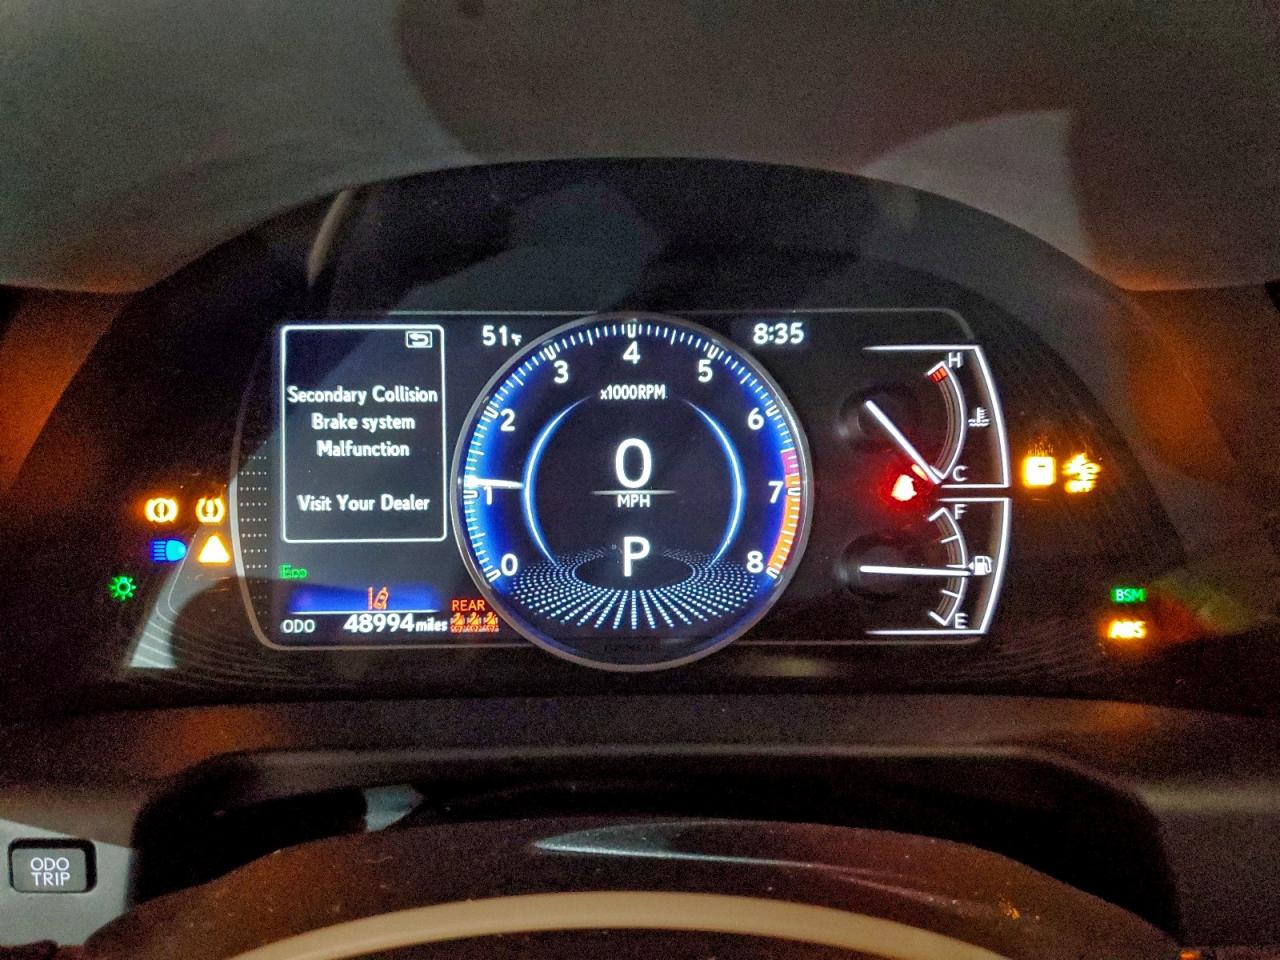 51°F
8:35
Secondary Collision
Brake system
Malfunction
Visit Your Dealer
x1000RPM
0
1
2
3
4
5
6
7
8
0
MPH
P
H
C
F
E
Eco
ODO 48994 miles
REAR
BSM
ABS
ODO
TRIP